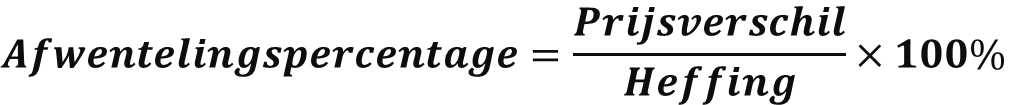 Afwentelingspercentage = Prijsverschil / Heffing × 100%